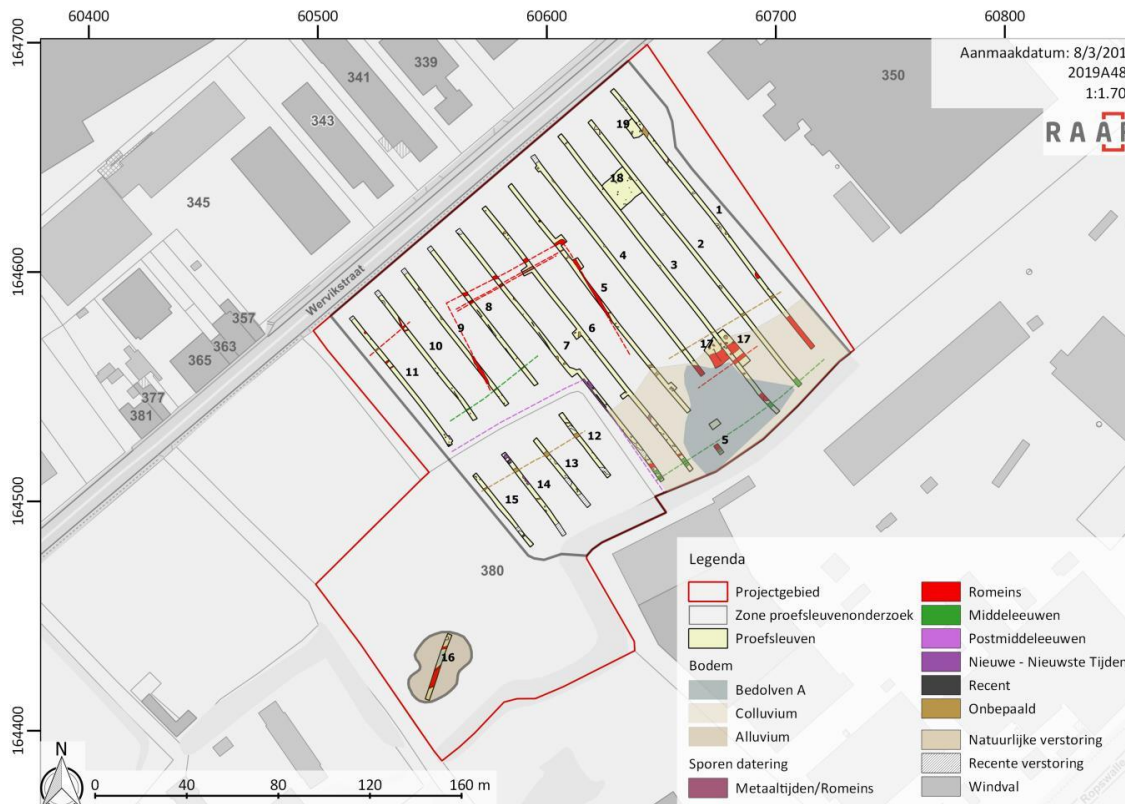 60400 60500 60600 60700 60800
164700
164600
164500
164400
Aanmaakdatum: 8/3/201
2019A48
1:1.70
RAA
339
341
343
345
350
357
363
365
377
381
380
Wervikstraat
19
18
1
2
3
4
5
6
7
8
9
10
11
17
17
5
12
13
14
15
16
N
0 40 80 120 160 m
Legenda
Projectgebied
Zone proefsleuvenonderzoek
Proefsleuven
Bodem
Bedolven A
Colluvium
Alluvium
Sporen datering
Metaaltijden/Romeins
Romeins
Middeleeuwen
Postmiddeleeuwen
Nieuwe - Nieuwste Tijden
Recent
Onbepaald
Natuurlijke verstoring
Recente verstoring
Windval